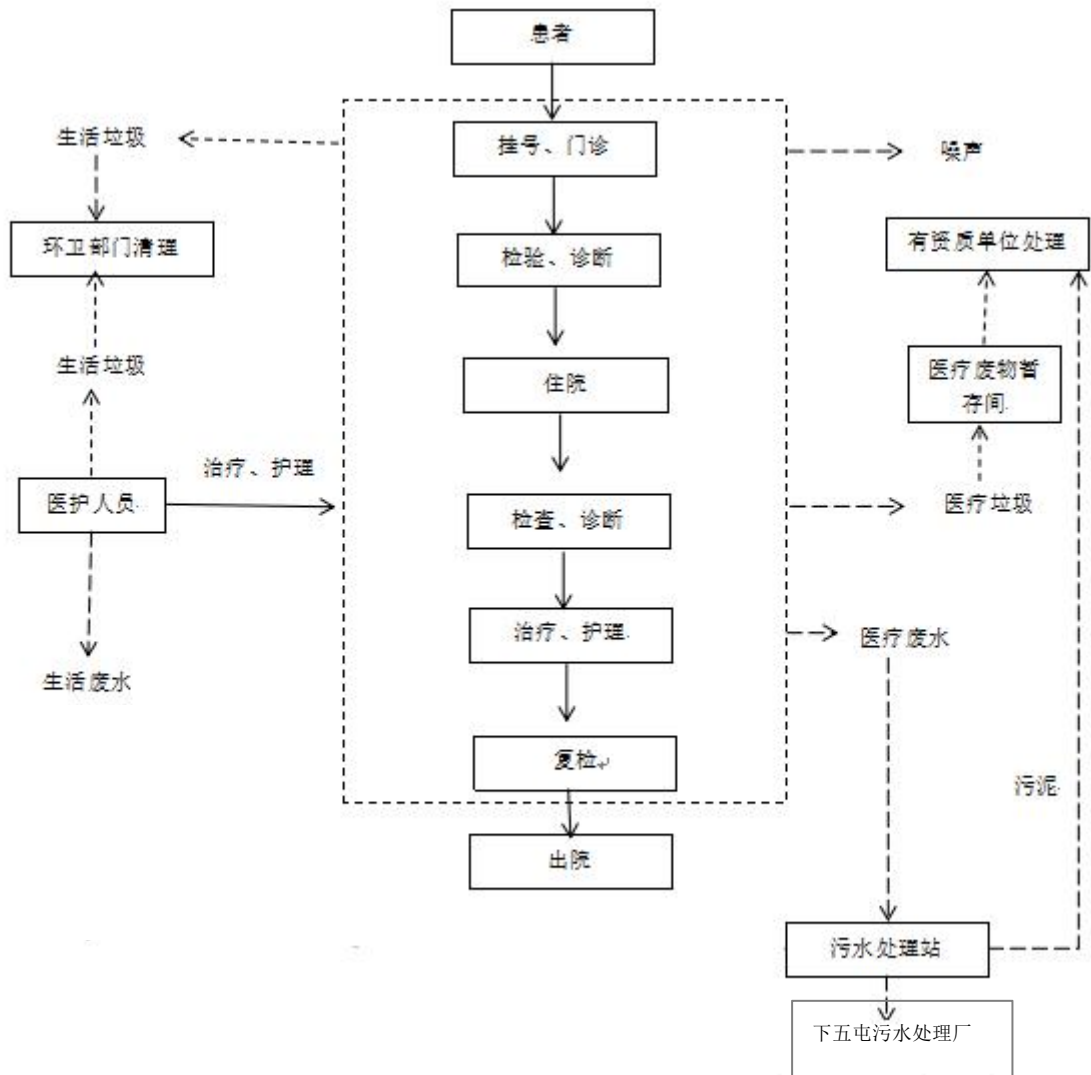 患者
生活垃圾
挂号、门诊
噪声
环卫部门清理
检验、诊断
有资质单位处理
生活垃圾
住院
医疗废物暂
存间
治疗、护理
医护人员
检查、诊断
医疗垃圾
治疗、护理
医疗废水
生活废水
复检
污泥
出院
污水处理站
下五屯污水处理厂